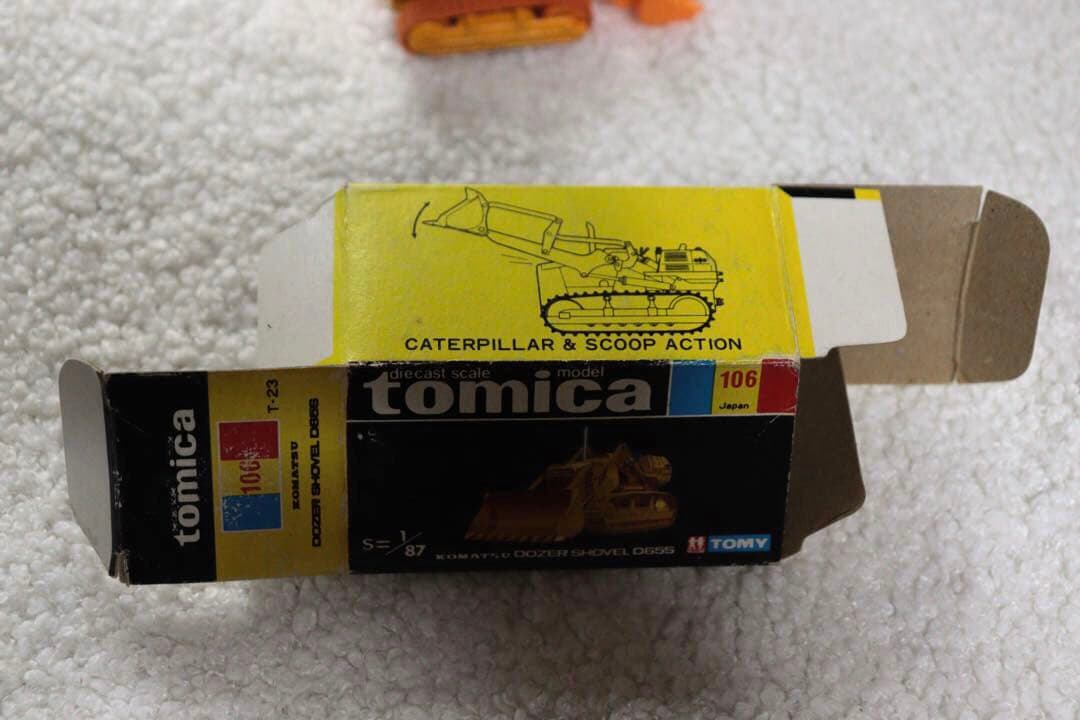 CATERPILLAR & SCOOP ACTION
diecast scale model
tomica
106
Japan
S=1/87
KOMATSU DOZER SHOVEL D65S
TOMY
tomica
106
T-23
KOMATSU
DOZER SHOVEL D65S